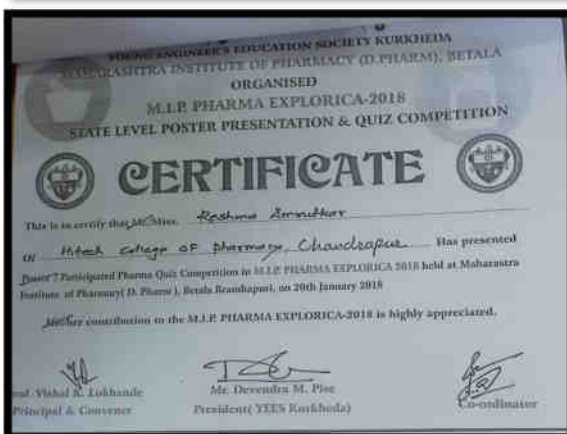 YOUNG ENGINEER'S EDUCATION SOCIETY KURKHEDA
MAHARASHTRA INSTITUTE OF PHARMACY (D.PHARM), BETALA
ORGANISED
M.I.P. PHARMA EXPLORICA-2018
STATE LEVEL POSTER PRESENTATION & QUIZ COMPETITION
CERTIFICATE
This is to certify that Mr./Miss. Reshma Amrutkar
Of Hitech College of pharmacy, Chandrapur Has presented
Poster / Participated Pharma Quiz Competition in M.I.P. PHARMA EXPLORICA 2018 held at Maharastra
Institute of Pharmacy( D. Pharm ), Betala Bramhapuri, on 20th January 2018
His/her contribution to the M.I.P. PHARMA EXPLORICA-2018 is highly appreciated.
Prof. Vishal K. Lokhande
Principal & Convener
Mr. Devendra M. Pise
President( YEES Kurkheda)
Co-ordinator